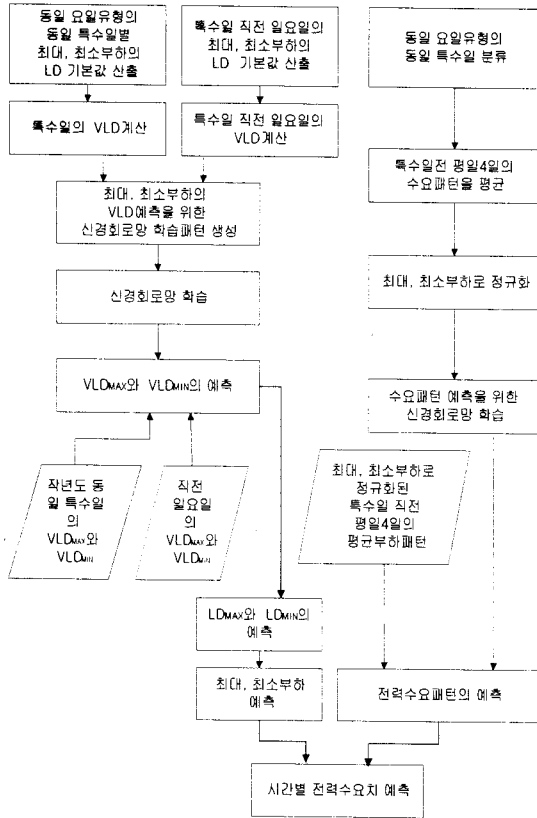 동일 요일유형의
동일 특수일별
최대, 최소부하의
LD 기본값 산출
특수일 직전 일요일의
최대, 최소부하의
LD 기본값 산출
동일 요일유형의
동일 특수일 분류
특수일의 VLD계산
특수일 직전 일요일의
VLD계산
특수일전 평일4일의
수요패턴을 평균
최대, 최소부하의
VLD예측을 위한
신경회로망 학습패턴 생성
신경회로망 학습
최대, 최소부하로 정규화
VLDMAX와 VLDMIN의 예측
수요패턴 예측을 위한
신경회로망 학습
작년도 동
일 특수일
의
VLDMAX와
VLDMIN
직전
일요일의
VLDMAX와
VLDMIN
최대, 최소부하로
정규화된
특수일 직전
평일4일의
평균부하패턴
LDMAX와 LDMIN의
예측
최대, 최소부하
예측
전력수요패턴의 예측
시간별 전력수요치 예측